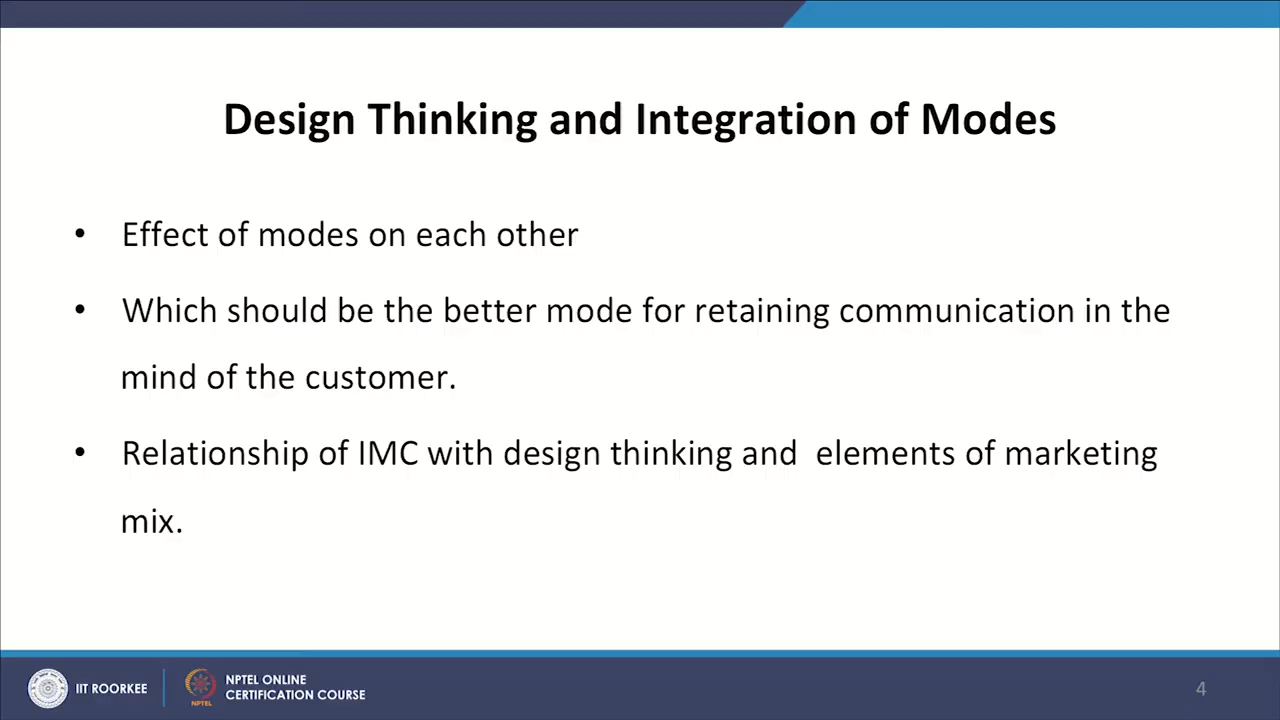 Design Thinking and Integration of Modes
• Effect of modes on each other
• Which should be the better mode for retaining communication in the
mind of the customer.
• Relationship of IMC with design thinking and  elements of marketing
mix.
IIT ROORKEE
NPTEL
NPTEL ONLINE
CERTIFICATION COURSE
4